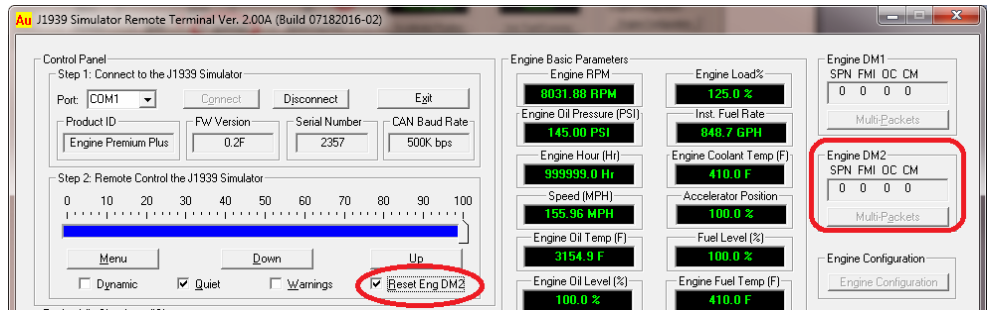 Au J1939 Simulator Remote Terminal Ver. 2.00A (Build 07182016-02)
Control Panel
Step 1: Connect to the J1939 Simulator
Port: COM1 Connect Disconnect Exit
Product ID FW Version Serial Number CAN Baud Rate
Engine Premium Plus 0.2F 2357 500K bps
Step 2: Remote Control the J1939 Simulator
0 10 20 30 40 50 60 70 80 90 100
Menu Down Up
Dynamic Quiet Warnings Reset Eng DM2
Engine Basic Parameters
Engine RPM Engine Load%
8031.88 RPM 125.0 %
Engine Oil Pressure (PSI) Inst. Fuel Rate
145.00 PSI 848.7 GPH
Engine Hour (Hr) Engine Coolant Temp (F)
999999.0 Hr 410.0 F
Speed (MPH) Accelerator Position
155.96 MPH 100.0 %
Engine Oil Temp (F) Fuel Level (%)
3154.9 F 100.0 %
Engine Oil Level (%) Engine Fuel Temp (F)
100.0 % 410.0 F
Engine DM1
SPN FMI OC CM
0 0 0 0
Multi-Packets
Engine DM2
SPN FMI OC CM
0 0 0 0
Multi-Packets
Engine Configuration
Engine Configuration